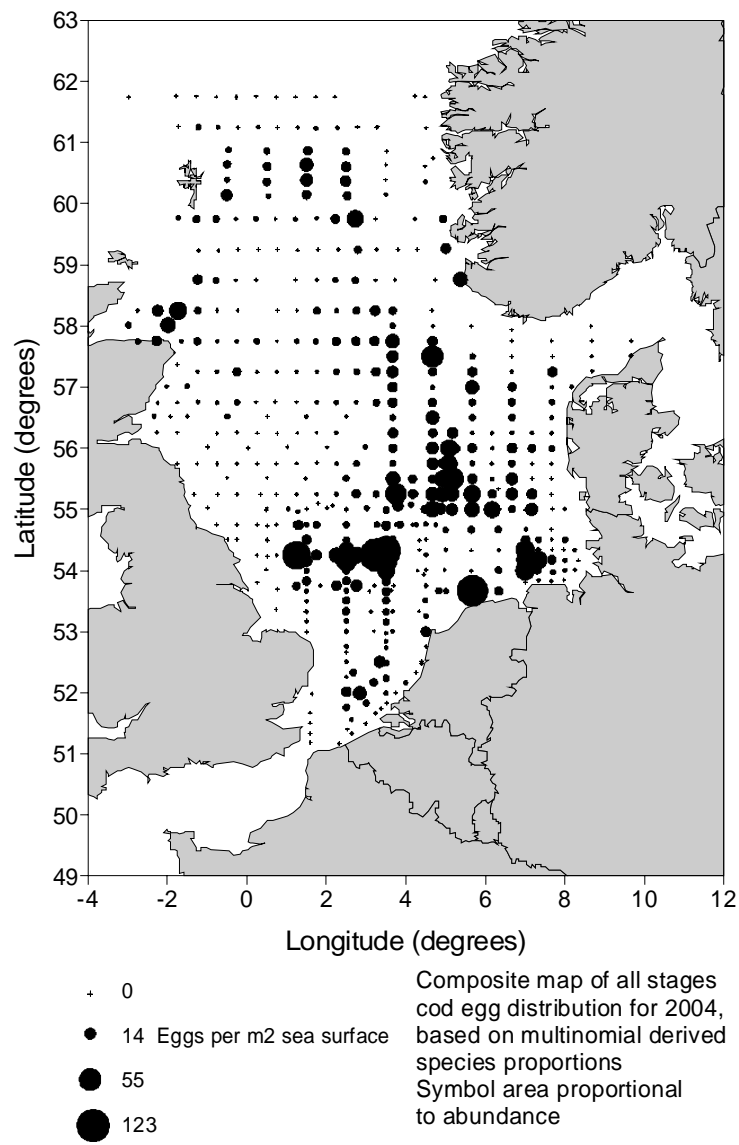 63
62
61
60
59
58
57
56
55
54
53
52
51
50
49
Latitude (degrees)
-4 -2 0 2 4 6 8 10 12
Longitude (degrees)
0
14 Eggs per m2 sea surface
55
123
Composite map of all stages
cod egg distribution for 2004,
based on multinomial derived
species proportions
Symbol area proportional
to abundance